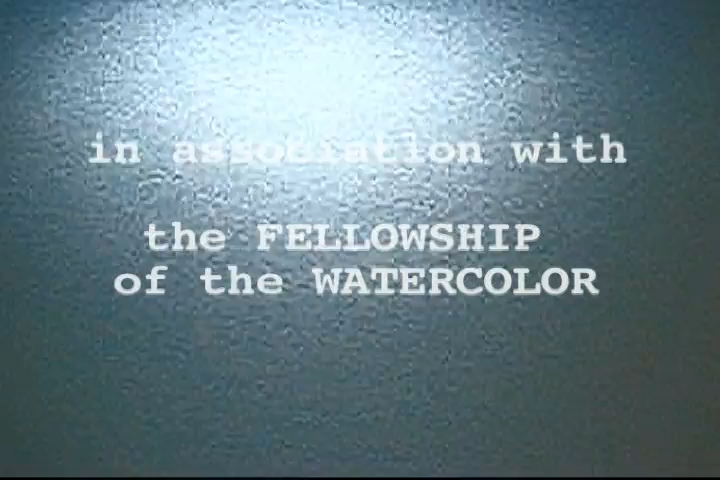 in association with
the FELLOWSHIP
of the WATERCOLOR